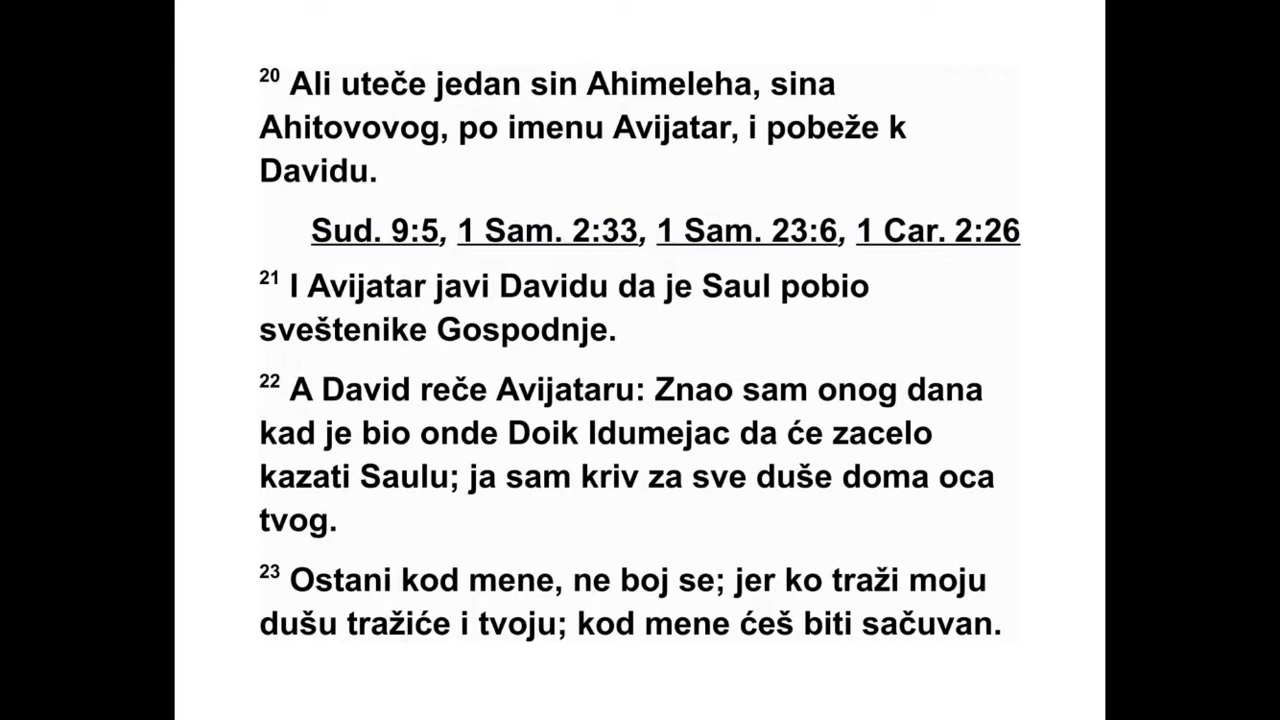 20 Ali uteče jedan sin Ahimeleha, sina
Ahitovovog, po imenu Avijatar, i pobeže k
Davidu.
Sud. 9:5, 1 Sam. 2:33, 1 Sam. 23:6, 1 Car. 2:26
21 I Avijatar javi Davidu da je Saul pobio
sveštenike Gospodnje.
22 A David reče Avijataru: Znao sam onog dana
kad je bio onde Doik Idumejac da će zacelo
kazati Saulu; ja sam kriv za sve duše doma oca
tvog.
23 Ostani kod mene, ne boj se; jer ko traži moju
dušu tražiće i tvoju; kod mene ćeš biti sačuvan.